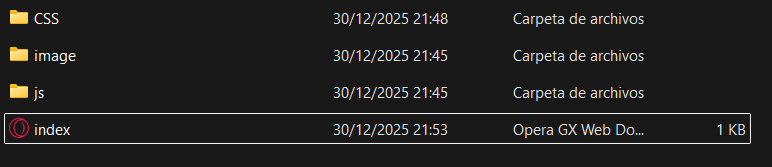 CSS 30/12/2025 21:48 Carpeta de archivos
image 30/12/2025 21:45 Carpeta de archivos
js 30/12/2025 21:45 Carpeta de archivos
index 30/12/2025 21:53 Opera GX Web Do... 1 KB